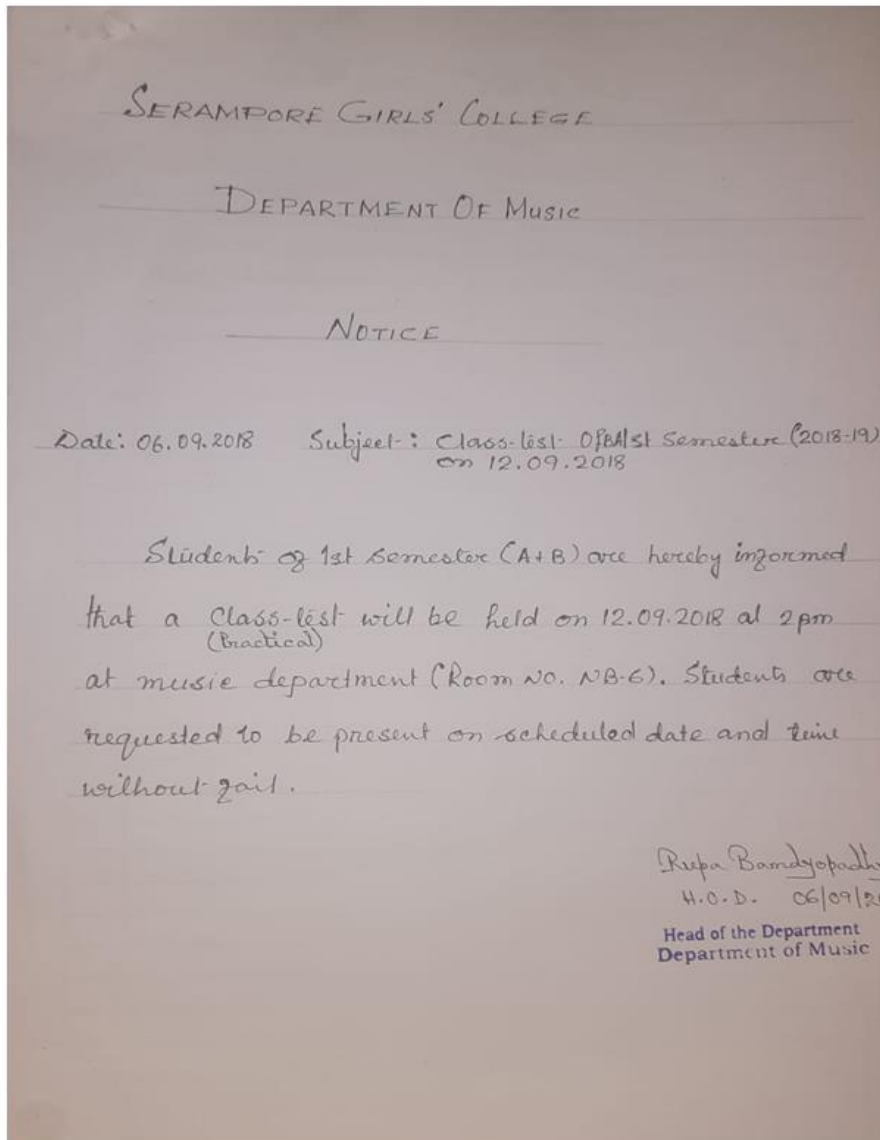 SERAMPORE GIRLS' COLLEGE
DEPARTMENT OF MUSIC
NOTICE
Date: 06.09.2018 Subject: Class-test Of BA 1st Semester (2018-19)
on 12.09.2018
Students of 1st semester (A+B) are hereby informed
that a Class-test will be held on 12.09.2018 at 2pm
(Practical)
at music department (Room No. NB-6). Students are
requested to be present on scheduled date and time
without fail.
Rupa Bandyopadhy
H.O.D. 06/09/20
Head of the Department
Department of Music